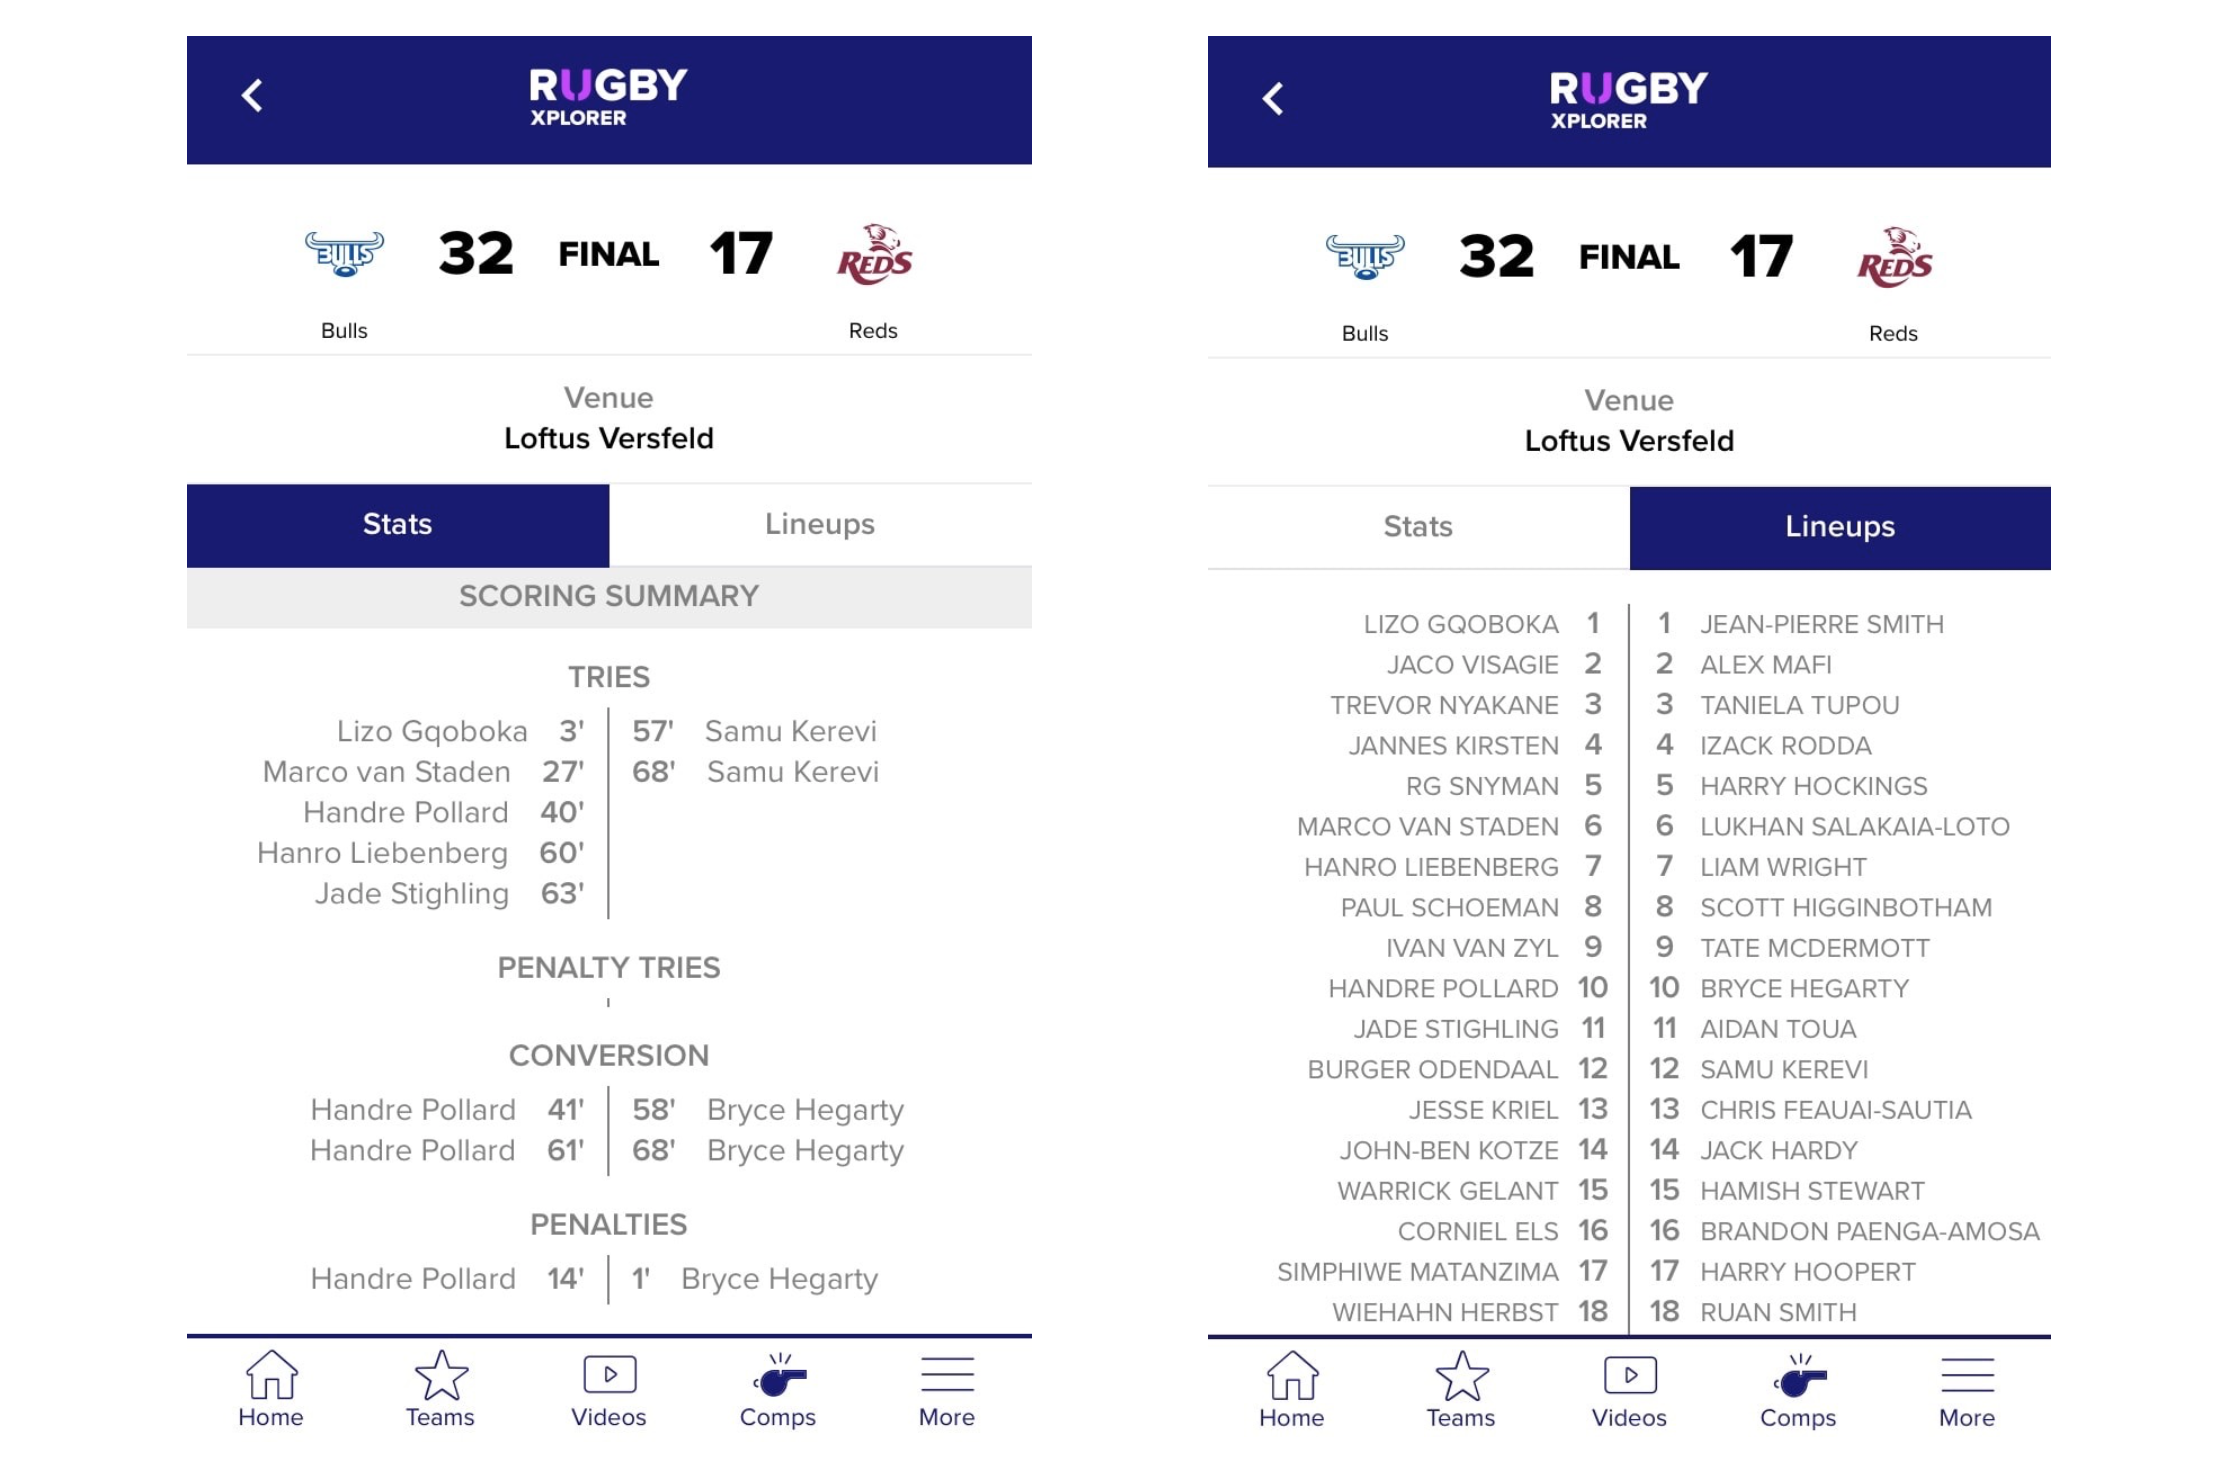 RUGBY
XPLORER
BULLS 32 FINAL 17 REDS
Bulls Reds
Venue
Loftus Versfeld
Stats Lineups
SCORING SUMMARY
TRIES
Lizo Gqoboka 3' 57' Samu Kerevi
Marco van Staden 27' 68' Samu Kerevi
Handre Pollard 40'
Hanro Liebenberg 60'
Jade Stighling 63'
PENALTY TRIES
CONVERSION
Handre Pollard 41' 58' Bryce Hegarty
Handre Pollard 61' 68' Bryce Hegarty
PENALTIES
Handre Pollard 14' 1' Bryce Hegarty
Home Teams Videos Comps More
RUGBY
XPLORER
BULLS 32 FINAL 17 REDS
Bulls Reds
Venue
Loftus Versfeld
Stats Lineups
LIZO GQOBOKA 1 1 JEAN-PIERRE SMITH
JACO VISAGIE 2 2 ALEX MAFI
TREVOR NYAKANE 3 3 TANIELA TUPOU
JANNES KIRSTEN 4 4 IZACK RODDA
RG SNYMAN 5 5 HARRY HOCKINGS
MARCO VAN STADEN 6 6 LUKHAN SALAKAIA-LOTO
HANRO LIEBENBERG 7 7 LIAM WRIGHT
PAUL SCHOEMAN 8 8 SCOTT HIGGINBOTHAM
IVAN VAN ZYL 9 9 TATE MCDERMOTT
HANDRE POLLARD 10 10 BRYCE HEGARTY
JADE STIGHLING 11 11 AIDAN TOUA
BURGER ODENDAAL 12 12 SAMU KEREVI
JESSE KRIEL 13 13 CHRIS FEAUAI-SAUTIA
JOHN-BEN KOTZE 14 14 JACK HARDY
WARRICK GELANT 15 15 HAMISH STEWART
CORNIEL ELS 16 16 BRANDON PAENGA-AMOSA
SIMPHIWE MATANZIMA 17 17 HARRY HOOPERT
WIEHAHN HERBST 18 18 RUAN SMITH
Home Teams Videos Comps More